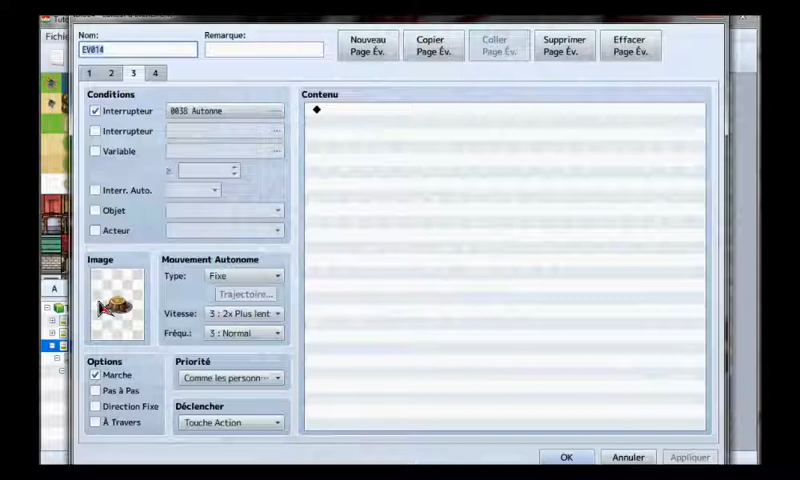 Nom:
Remarque:
EV014
Nouveau
Page Év.
Copier
Page Év.
Coller
Page Év.
Supprimer
Page Év.
Effacer
Page Év.
Fichie
1 2 3 4
Conditions
Interrupteur
0038 Automne
Interrupteur
Variable
≥
Interr. Auto.
Objet
Acteur
Contenu
Image
Mouvement Autonome
Type: Fixe
Trajectoire...
Vitesse: 3 : 2x Plus lent
Fréqu.: 3 : Normal
Options
Marche
Pas à Pas
Direction Fixe
À Travers
Priorité
Comme les personn...
Déclencher
Touche Action
A
OK
Annuler
Appliquer